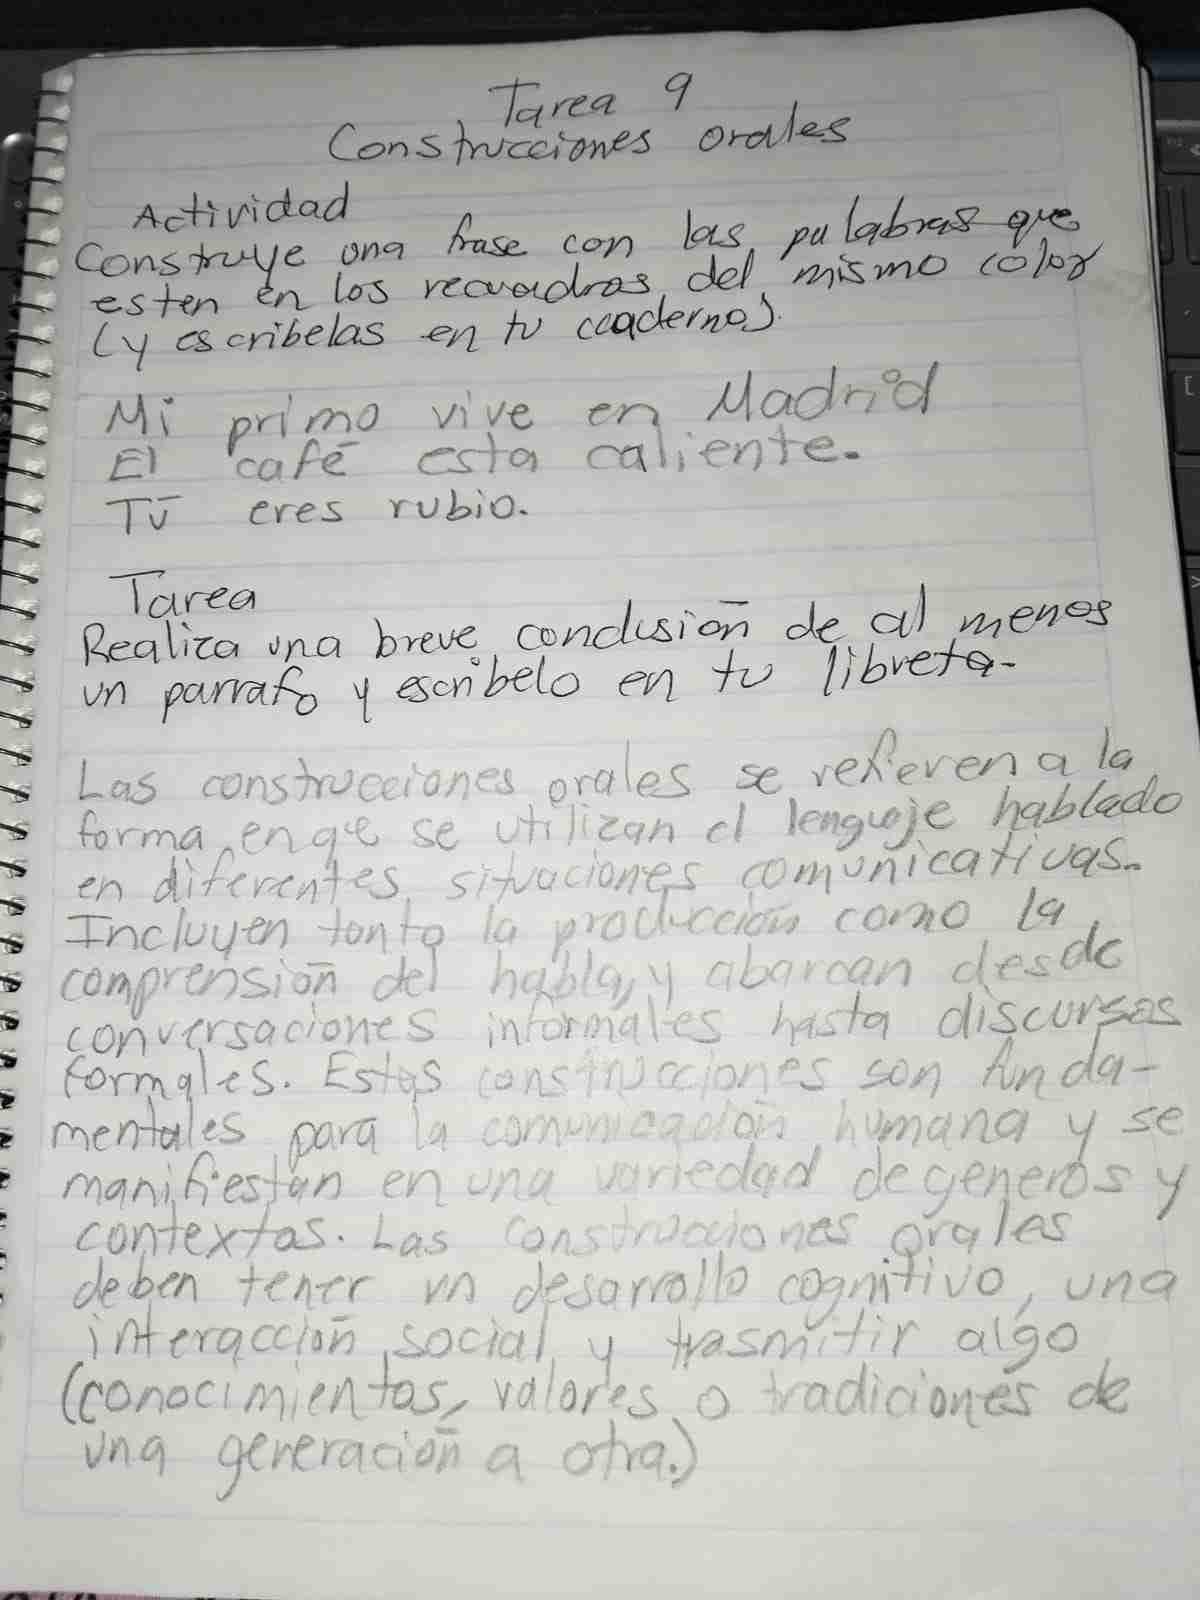 Tarea 9
Construcciones orales
Actividad
Construye una frase con las palabras que
esten en los recuadros del mismo color
(y escribelas en tu cuaderno).
Mi primo vive en Madrid
El café esta caliente.
Tú eres rubio.
Tarea
Realiza una breve conclusión de al menos
un parrafo y escribelo en tu libreta.
Las construcciones orales se refieren a la
forma en que se utilizan el lenguaje hablado
en diferentes situaciones comunicativas.
Incluyen tanto la producción como la
comprensión del habla, y abarcan desde
conversaciones informales hasta discursos
formales. Estas construcciones son funda-
mentales para la comunicación humana y se
manifiestan en una variedad de generos y
contextos. Las construcciones orales
deben tener un desarrollo cognitivo, una
interacción social y trasmitir algo
(conocimientos, valores o tradiciones de
una generación a otra.)